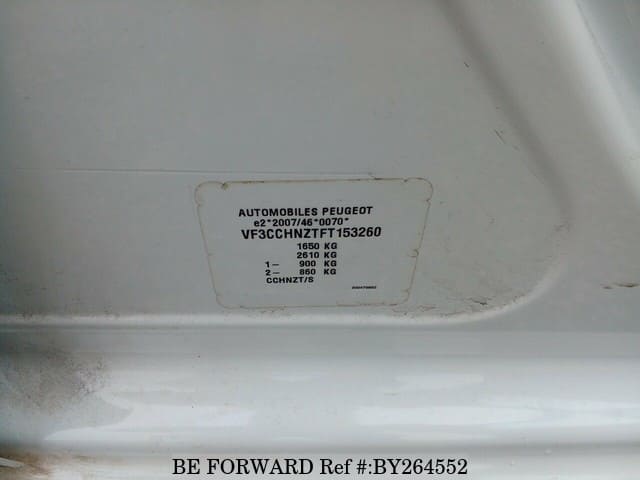 AUTOMOBILES PEUGEOT
e2*2007/46*0070*
VF3CCHNZTFT153260
1650 KG
2610 KG
1- 900 KG
2- 860 KG
CCHNZT/S
BE FORWARD Ref #:BY264552